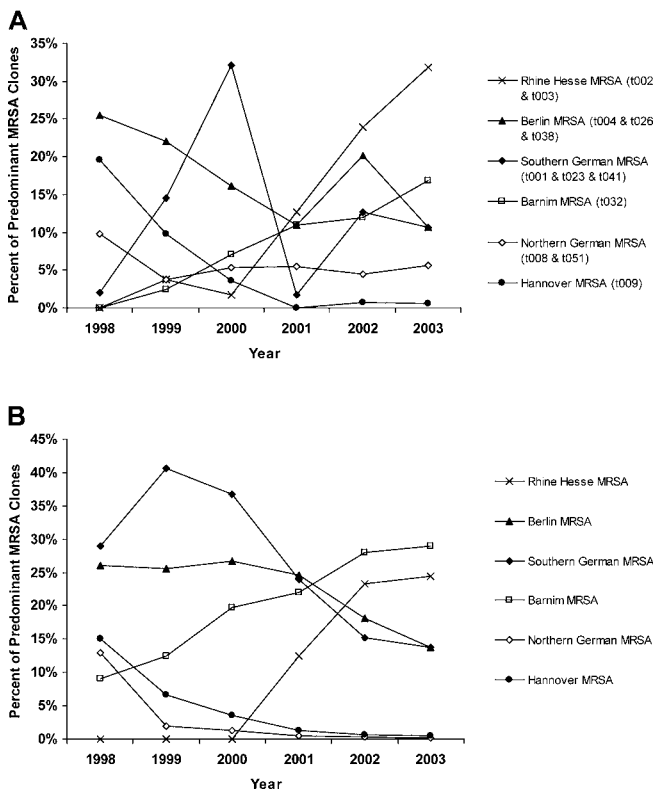 A
Percent of Predominant MRSA Clones
35%
30%
25%
20%
15%
10%
5%
0%
1998 1999 2000 2001 2002 2003
Year
Rhine Hesse MRSA (t002
& t003)
Berlin MRSA (t004 & t026
& t038)
Southern German MRSA
(t001 & t023 & t041)
Barnim MRSA (t032)
Northern German MRSA
(t008 & t051)
Hannover MRSA (t009)
B
Percent of Predominant MRSA Clones
45%
40%
35%
30%
25%
20%
15%
10%
5%
0%
1998 1999 2000 2001 2002 2003
Year
Rhine Hesse MRSA
Berlin MRSA
Southern German MRSA
Barnim MRSA
Northern German MRSA
Hannover MRSA